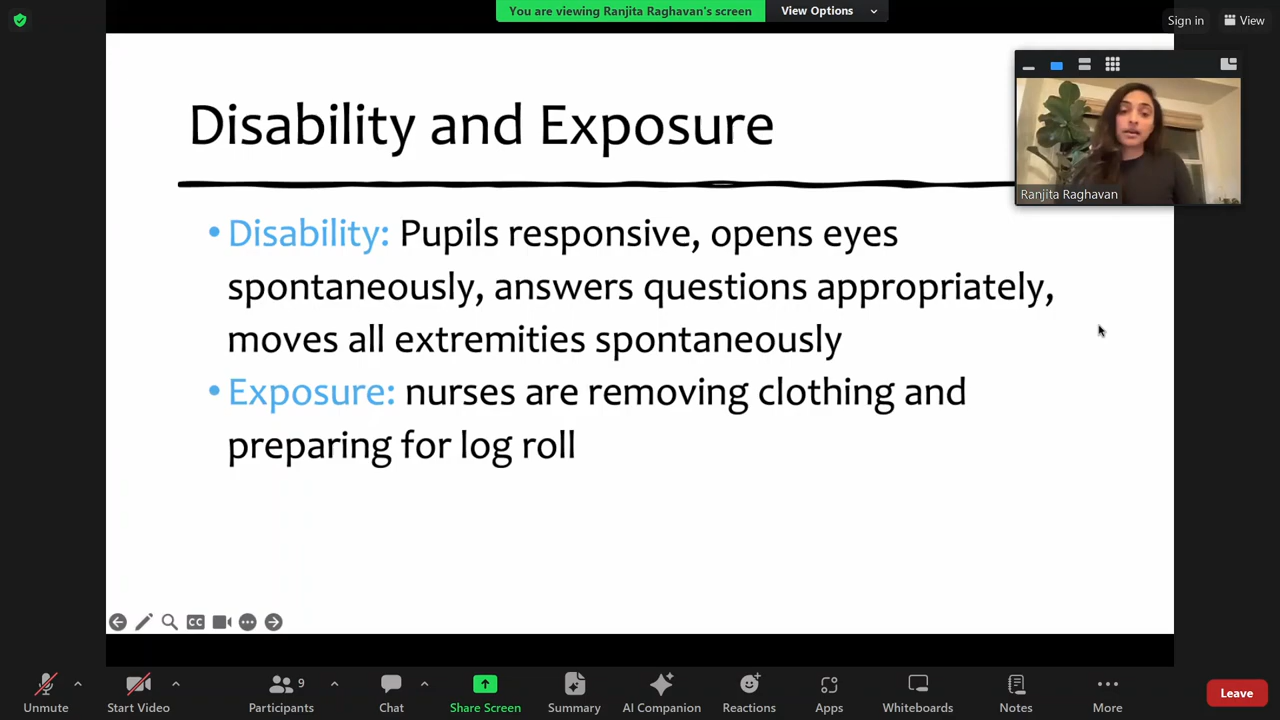 You are viewing Ranjita Raghavan's screen
View Options
Sign in
View
Disability and Exposure
Ranjita Raghavan
• Disability: Pupils responsive, opens eyes
spontaneously, answers questions appropriately,
moves all extremities spontaneously
• Exposure: nurses are removing clothing and
preparing for log roll
CC
Unmute
Start Video
9
Participants
Chat
Share Screen
Summary
AI Companion
Reactions
Apps
Whiteboards
Notes
More
Leave